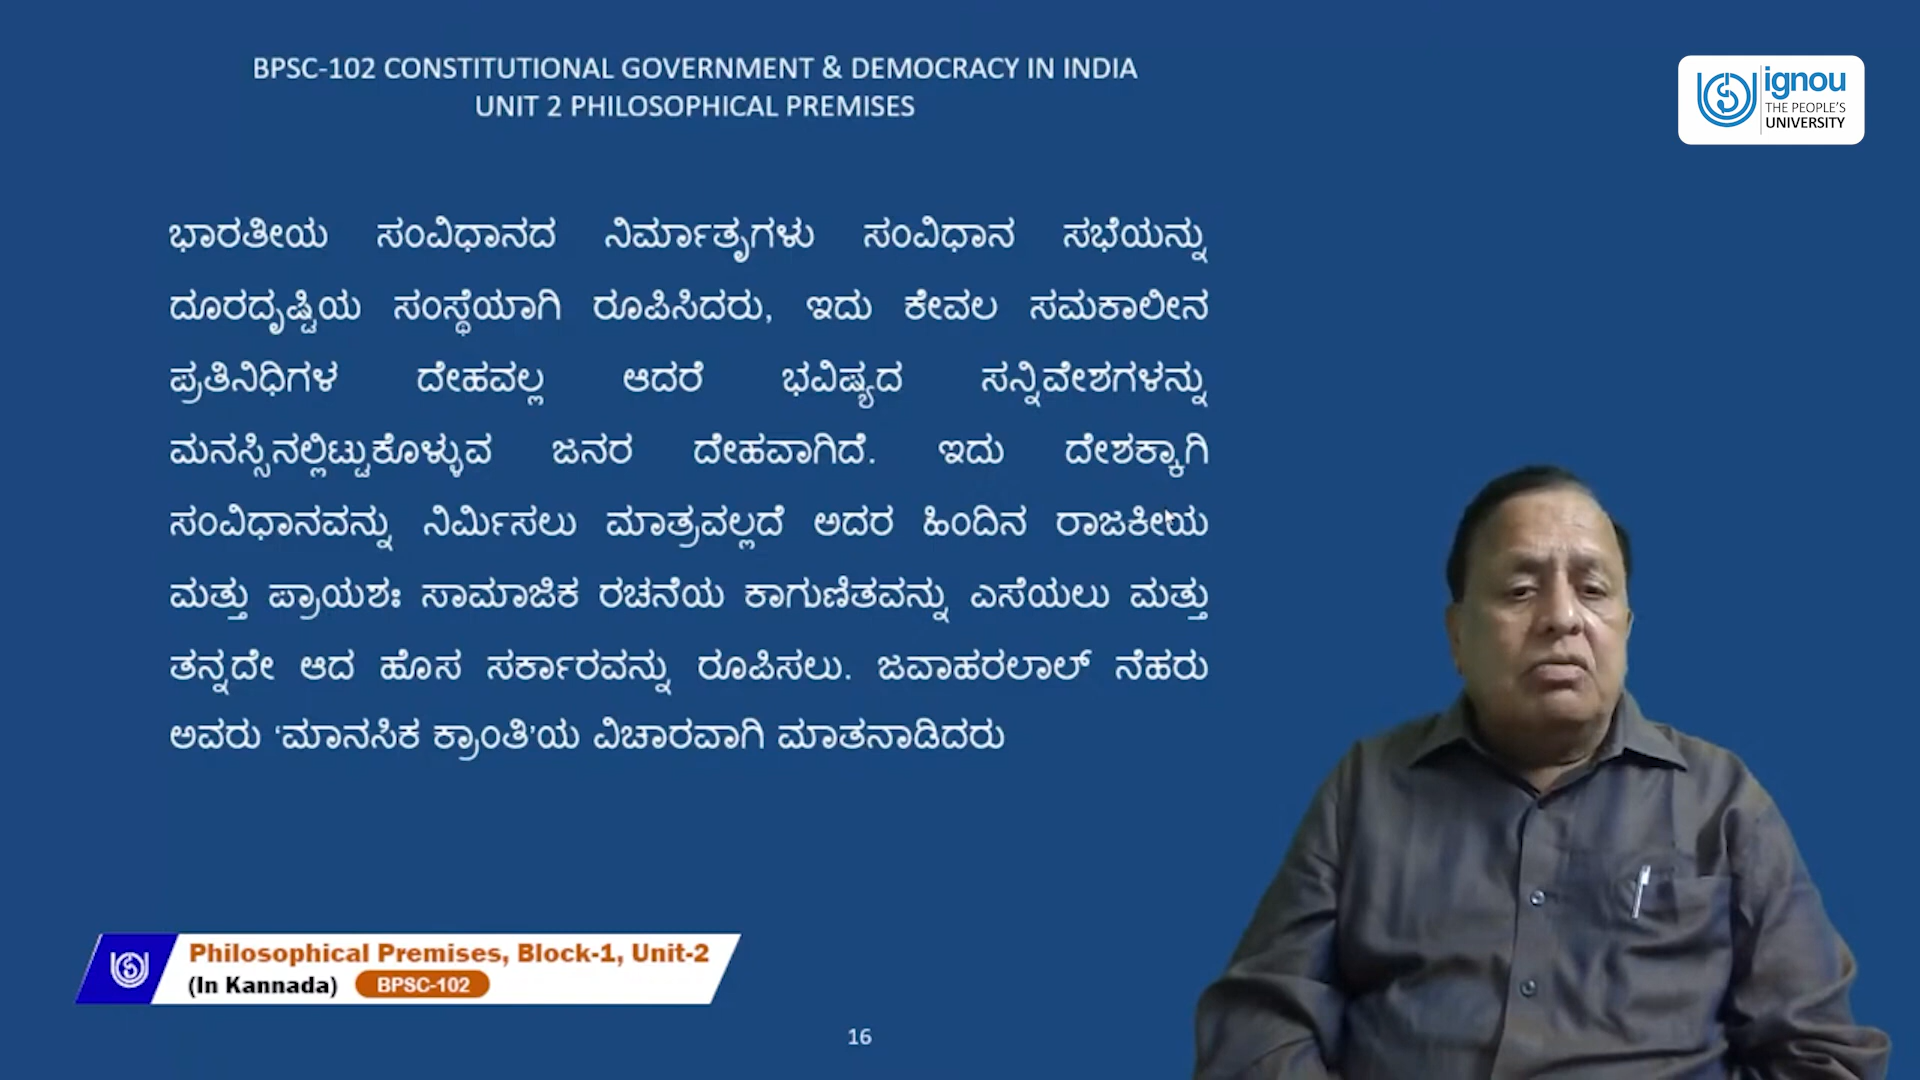 BPSC-102 CONSTITUTIONAL GOVERNMENT & DEMOCRACY IN INDIA
UNIT 2 PHILOSOPHICAL PREMISES
ignou
THE PEOPLE'S
UNIVERSITY
ಭಾರತೀಯ ಸಂವಿಧಾನದ ನಿರ್ಮಾತೃಗಳು ಸಂವಿಧಾನ ಸಭೆಯನ್ನು
ದೂರದೃಷ್ಟಿಯ ಸಂಸ್ಥೆಯಾಗಿ ರೂಪಿಸಿದರು, ಇದು ಕೇವಲ ಸಮಕಾಲೀನ
ಪ್ರತಿನಿಧಿಗಳ ದೇಹವಲ್ಲ ಆದರೆ ಭವಿಷ್ಯದ ಸನ್ನಿವೇಶಗಳನ್ನು
ಮನಸ್ಸಿನಲ್ಲಿಟ್ಟುಕೊಳ್ಳುವ ಜನರ ದೇಹವಾಗಿದೆ. ಇದು ದೇಶಕ್ಕಾಗಿ
ಸಂವಿಧಾನವನ್ನು ನಿರ್ಮಿಸಲು ಮಾತ್ರವಲ್ಲದೆ ಅದರ ಹಿಂದಿನ ರಾಜಕೀಯ
ಮತ್ತು ಪ್ರಾಯಶಃ ಸಾಮಾಜಿಕ ರಚನೆಯ ಕಾಗುಣಿತವನ್ನು ಎಸೆಯಲು ಮತ್ತು
ತನ್ನದೇ ಆದ ಹೊಸ ಸರ್ಕಾರವನ್ನು ರೂಪಿಸಲು. ಜವಾಹರಲಾಲ್ ನೆಹರು
ಅವರು 'ಮಾನಸಿಕ ಕ್ರಾಂತಿ'ಯ ವಿಚಾರವಾಗಿ ಮಾತನಾಡಿದರು
Philosophical Premises, Block-1, Unit-2
(In Kannada) BPSC-102
16